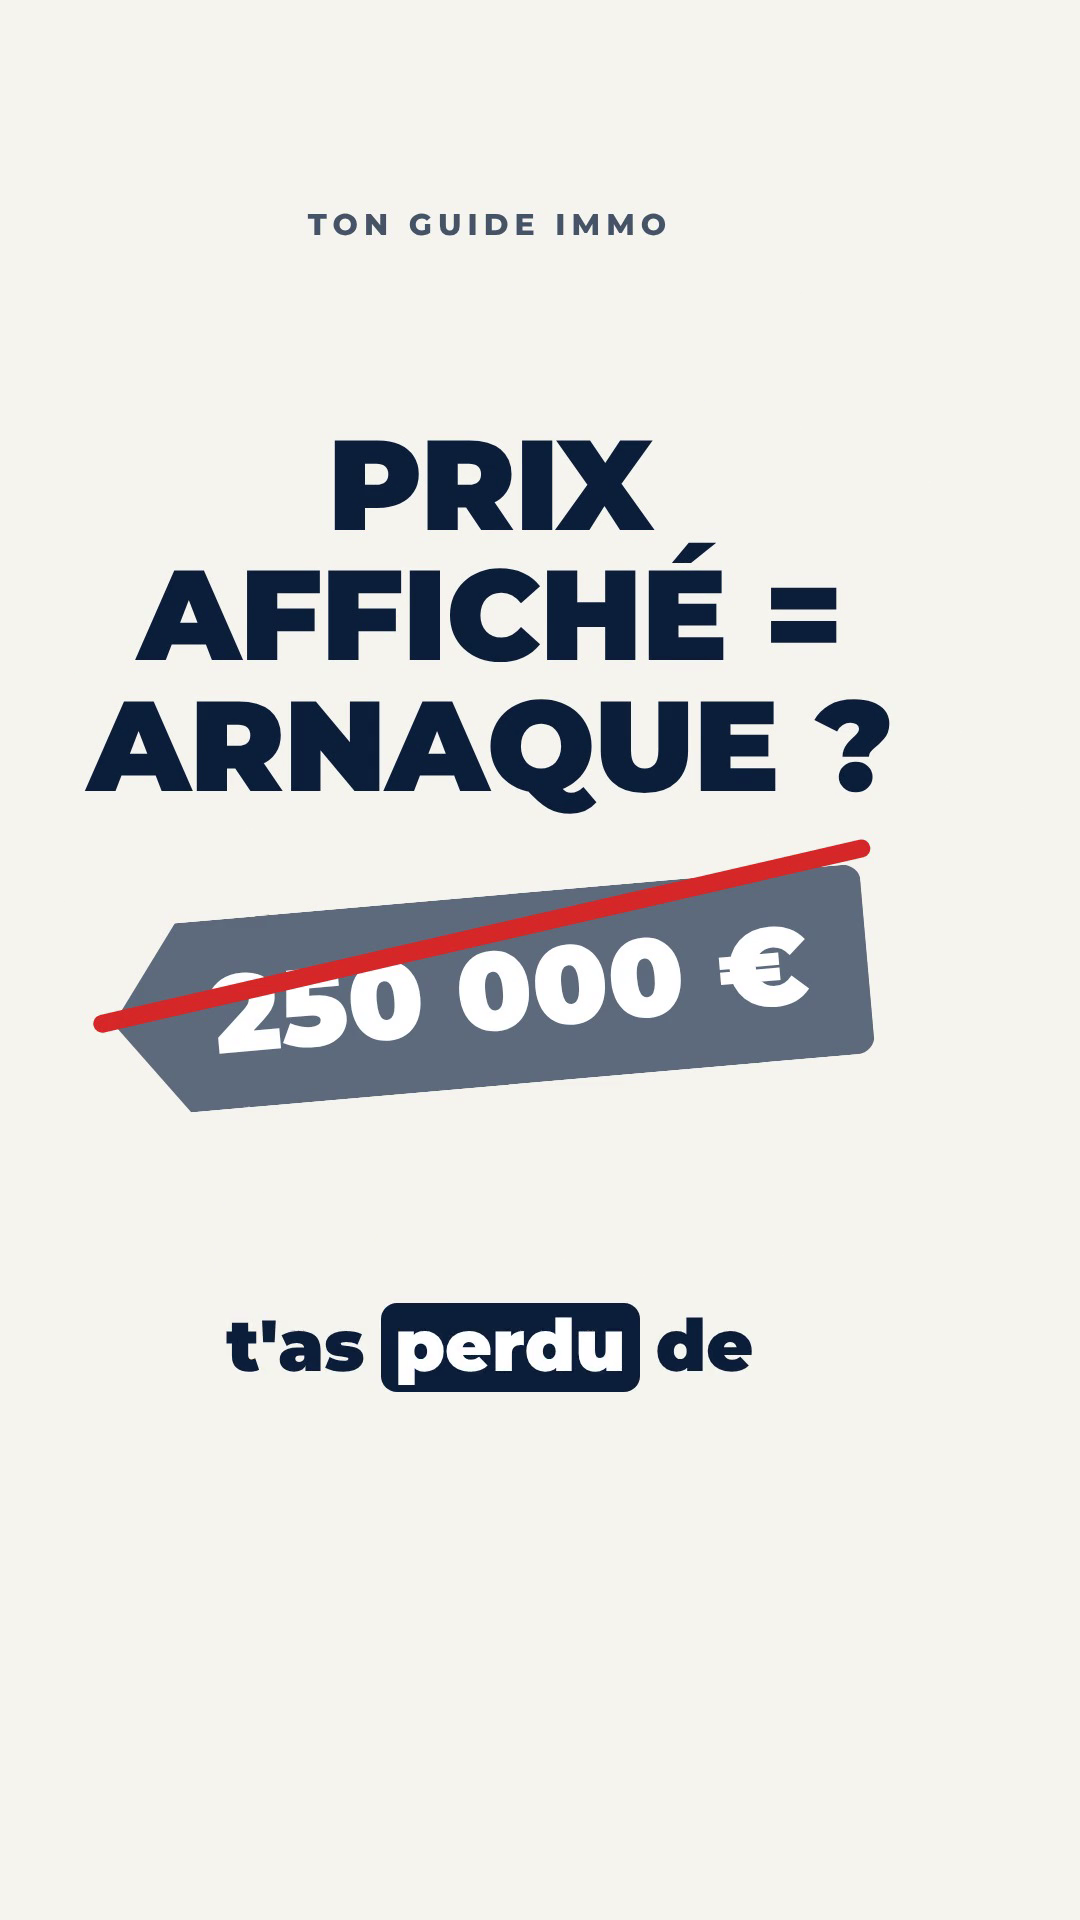 TON GUIDE IMMO
PRIX
AFFICHÉ =
ARNAQUE ?
250 000 €
t'as perdu de